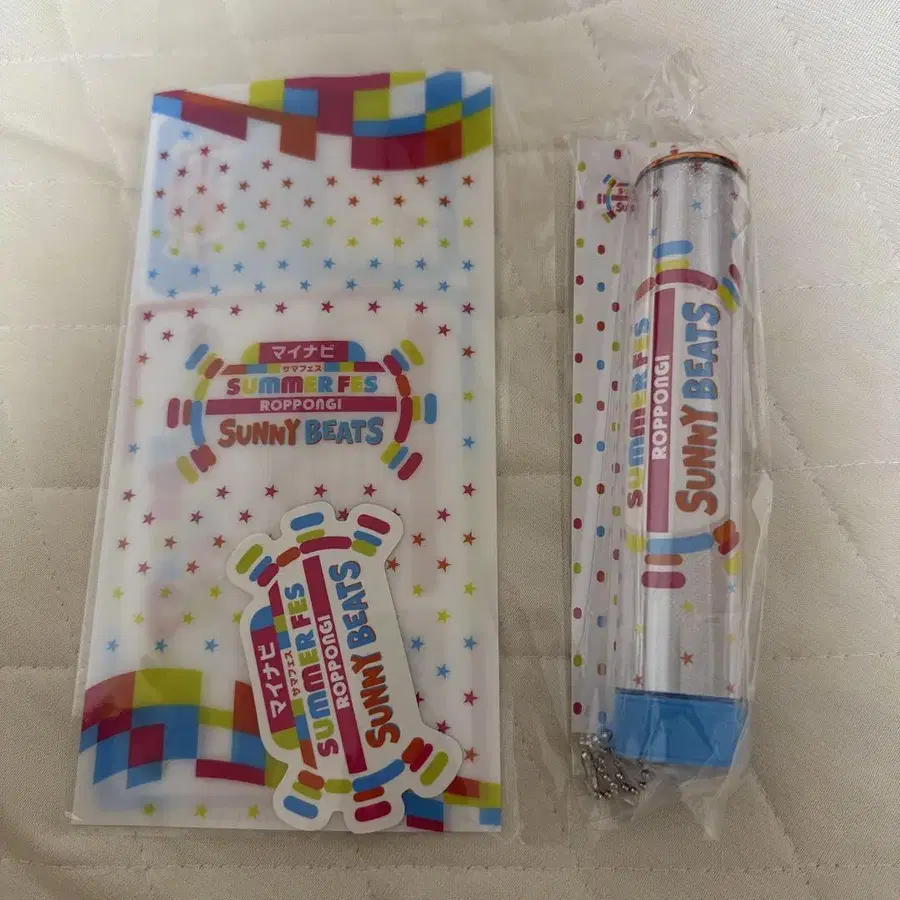 マイナビ
サマフェス
SUMMER FES
ROPPONGI
SUNNY BEATS
マイナビ
サマフェス
SUMMER FES
ROPPONGI
SUNNY BEATS
SUMMER FES
ROPPONGI
SUNNY BEATS